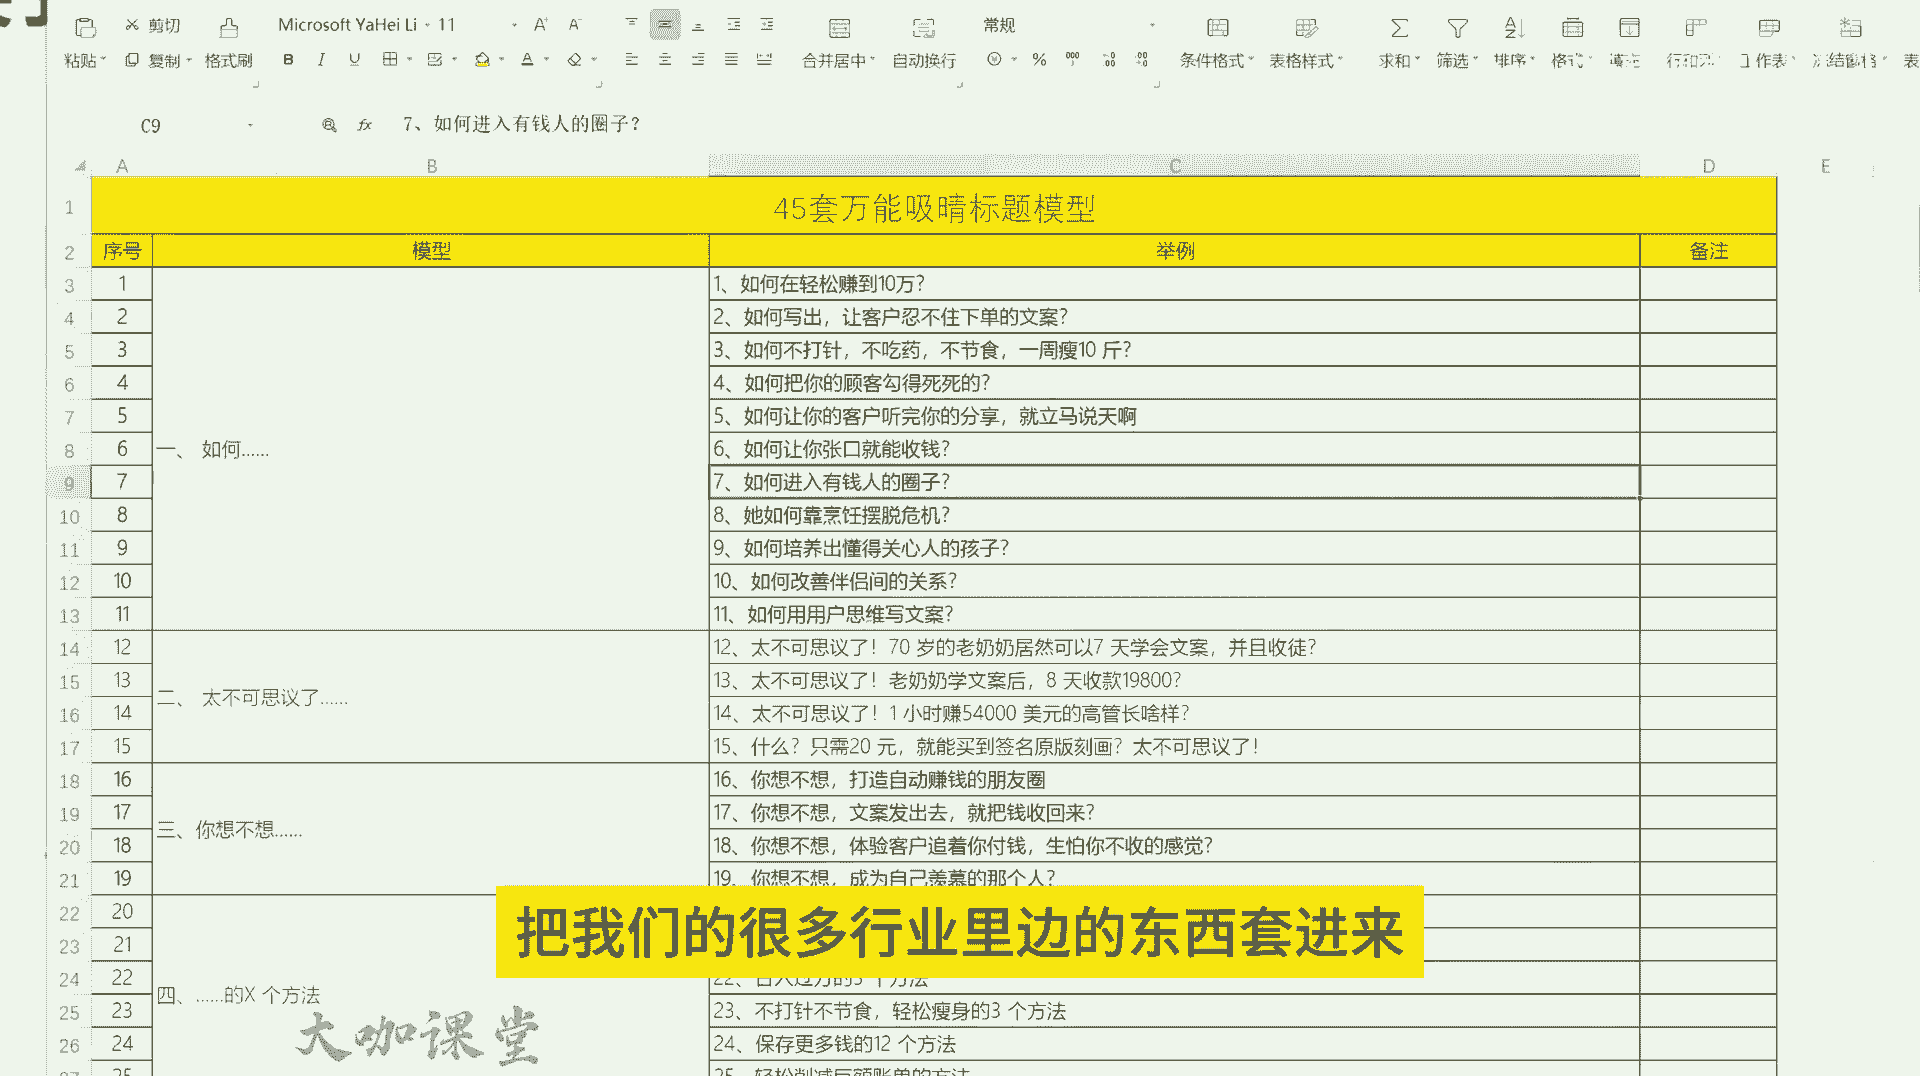 剪切 Microsoft YaHei Li 11 A⁺ A⁻ 常规
粘贴 复制 格式刷 B I U A 合并居中 自动换行 % 条件格式 表格样式 求和 筛选 排序 格式 填充 行和列 工作表 冻结窗格 表
C9 fx 7、如何进入有钱人的圈子?
A B C D E
1 45套万能吸晴标题模型
2 序号 模型 举例 备注
3 1 1、如何在轻松赚到10万?
4 2 2、如何写出，让客户忍不住下单的文案?
5 3 3、如何不打针，不吃药，不节食，一周瘦10 斤?
6 4 4、如何把你的顾客勾得死死的?
7 5 5、如何让你的客户听完你的分享，就立马说天啊
8 6 一、 如何…… 6、如何让你张口就能收钱?
9 7 7、如何进入有钱人的圈子?
10 8 8、她如何靠烹饪摆脱危机?
11 9 9、如何培养出懂得关心人的孩子?
12 10 10、如何改善伴侣间的关系?
13 11 11、如何用用户思维写文案?
14 12 12、太不可思议了！70 岁的老奶奶居然可以7 天学会文案，并且收徒?
15 13 二、 太不可思议了…… 13、太不可思议了！老奶奶学文案后，8 天收款19800?
16 14 14、太不可思议了！1 小时赚54000 美元的高管长啥样?
17 15 15、什么？只需20 元，就能买到签名原版刻画？太不可思议了!
18 16 16、你想不想，打造自动赚钱的朋友圈
19 17 三、你想不想…… 17、你想不想，文案发出去，就把钱收回来?
20 18 18、你想不想，体验客户追着你付钱，生怕你不收的感觉?
21 19 19、你想不想，成为自己羡慕的那个人?
22 20
23 21
把我们的很多行业里边的东西套进来
24 22 四、……的X 个方法
25 23 23、不打针不节食，轻松瘦身的3 个方法
26 24 24、保存更多钱的12 个方法
大咖课堂
25